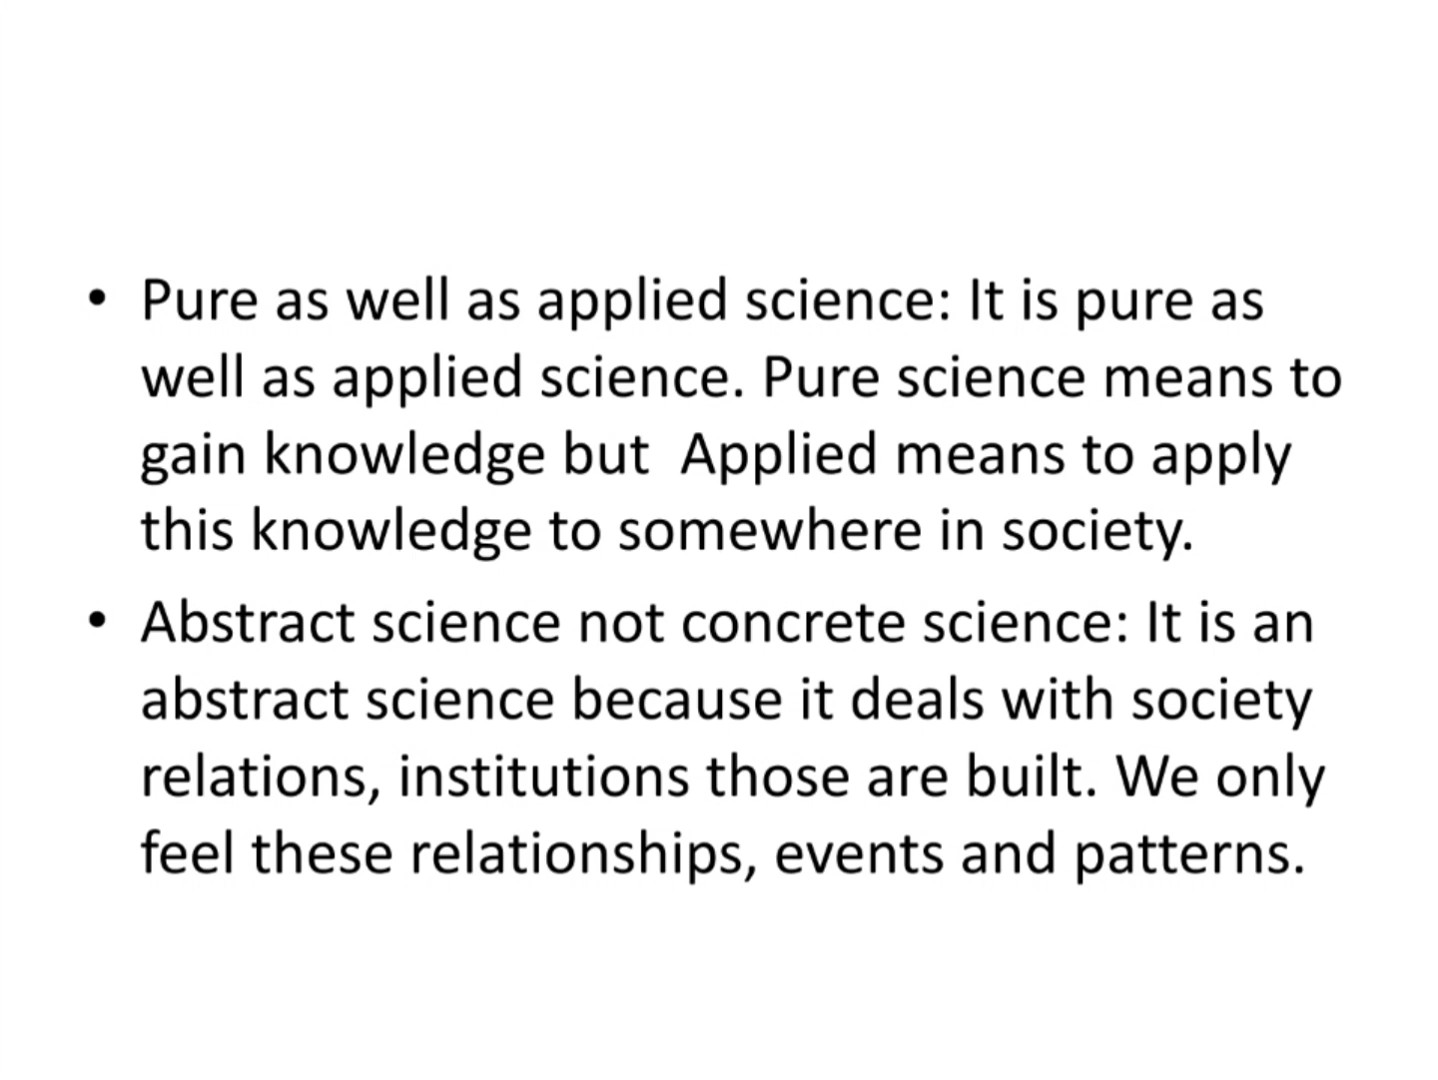 • Pure as well as applied science: It is pure as
well as applied science. Pure science means to
gain knowledge but  Applied means to apply
this knowledge to somewhere in society.
• Abstract science not concrete science: It is an
abstract science because it deals with society
relations, institutions those are built. We only
feel these relationships, events and patterns.